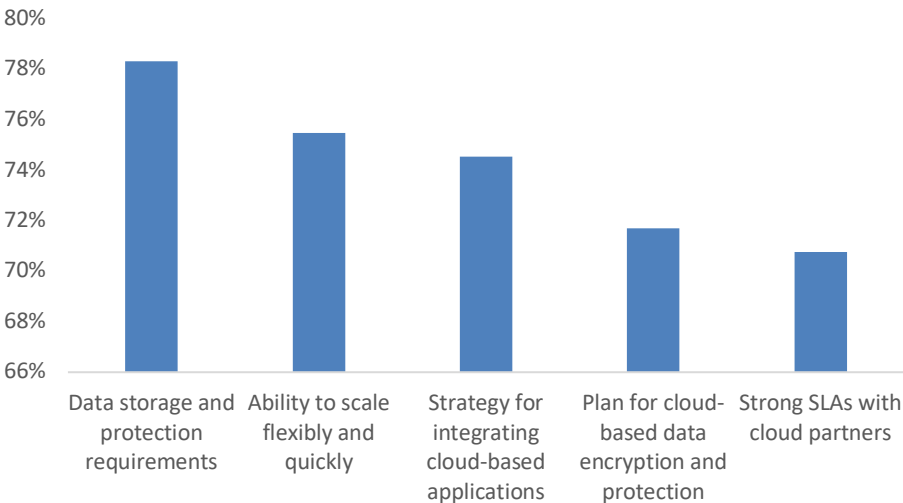 80%
78%
76%
74%
72%
70%
68%
66%
Data storage and
protection
requirements
Ability to scale
flexibly and
quickly
Strategy for
integrating
cloud-based
applications
Plan for cloud-
based data
encryption and
protection
Strong SLAs with
cloud partners